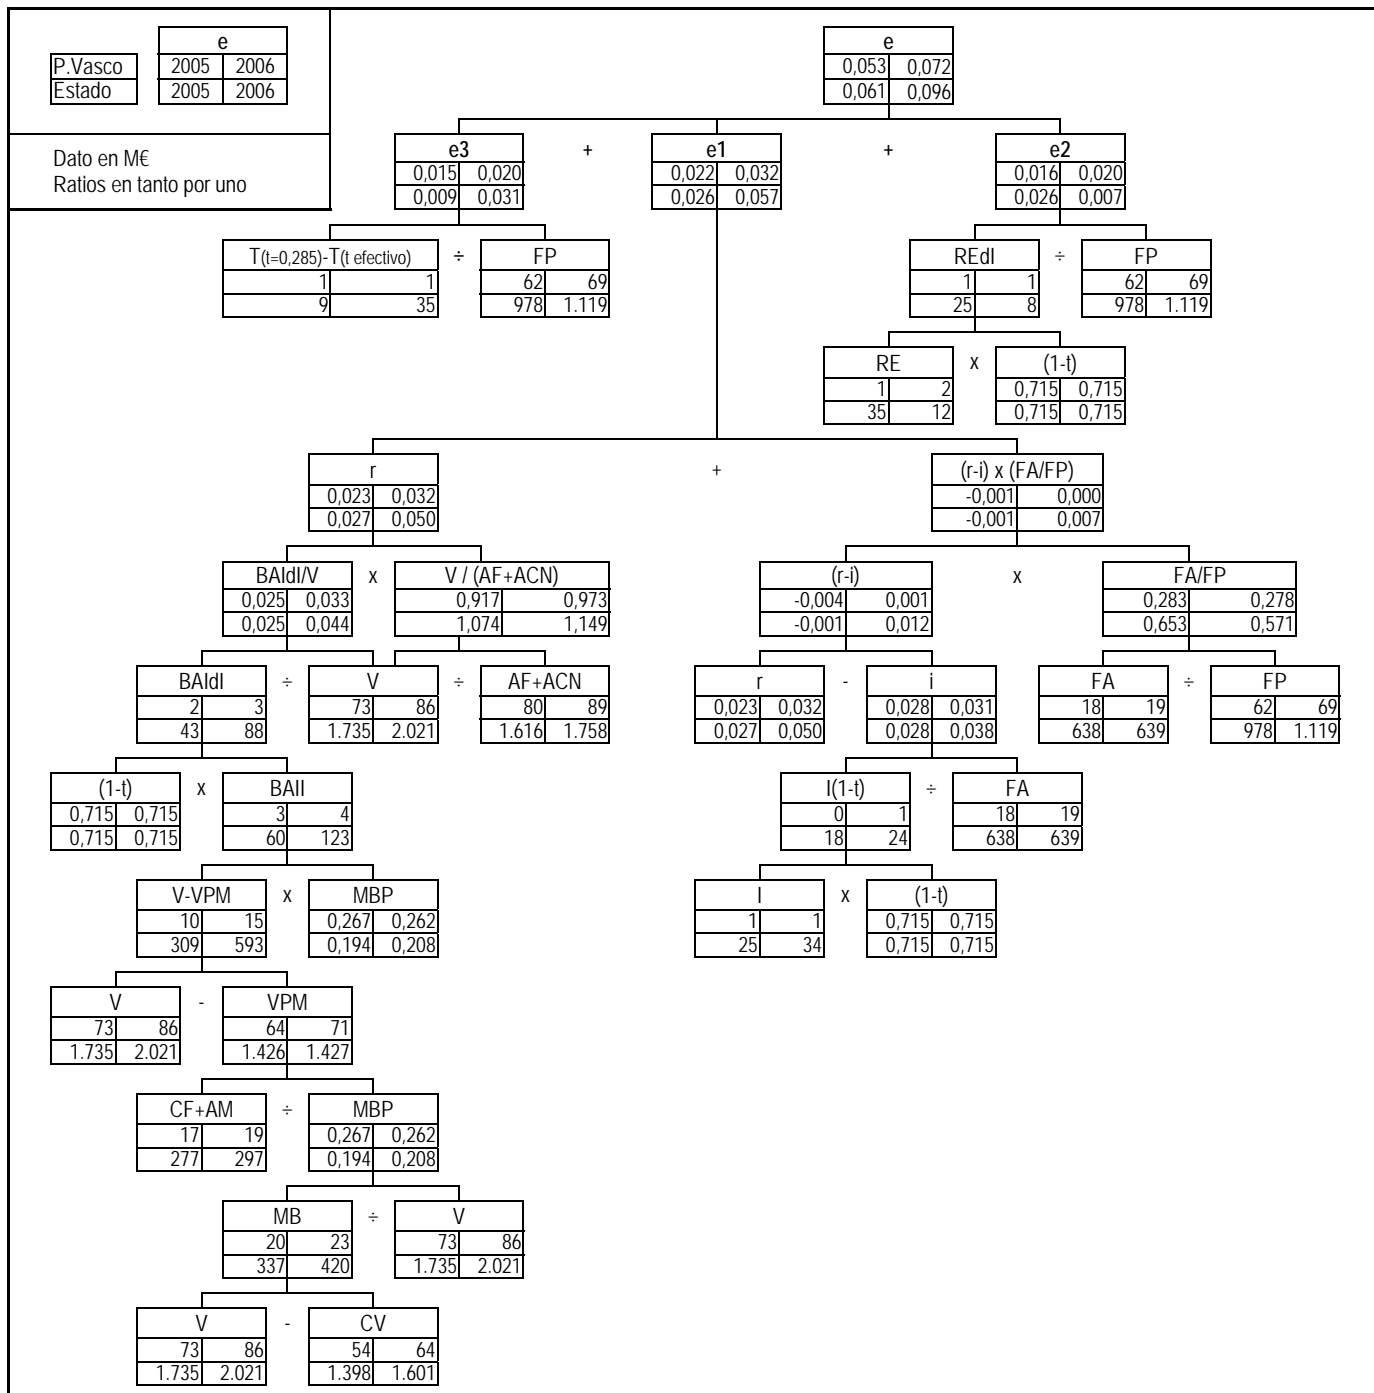 e
P.Vasco 2005 2006
Estado 2005 2006
Dato en M€
Ratios en tanto por uno
e
0,053 0,072
0,061 0,096
e3 + e1 + e2
0,015 0,020 0,022 0,032 0,016 0,020
0,009 0,031 0,026 0,057 0,026 0,007
T(t=0,285)-T(t efectivo) ÷ FP REdI ÷ FP
1 1 62 69 1 1 62 69
9 35 978 1.119 25 8 978 1.119
RE x (1-t)
1 2 0,715 0,715
35 12 0,715 0,715
r + (r-i) x (FA/FP)
0,023 0,032 -0,001 0,000
0,027 0,050 -0,001 0,007
BAIdI/V x V / (AF+ACN) (r-i) x FA/FP
0,025 0,033 0,917 0,973 -0,004 0,001 0,283 0,278
0,025 0,044 1,074 1,149 -0,001 0,012 0,653 0,571
BAIdI ÷ V ÷ AF+ACN r - i FA ÷ FP
2 3 73 86 80 89 0,023 0,032 0,028 0,031 18 19 62 69
43 88 1.735 2.021 1.616 1.758 0,027 0,050 0,028 0,038 638 639 978 1.119
(1-t) x BAII I(1-t) ÷ FA
0,715 0,715 3 4 0 1 18 19
0,715 0,715 60 123 18 24 638 639
V-VPM x MBP I x (1-t)
10 15 0,267 0,262 1 1 0,715 0,715
309 593 0,194 0,208 25 34 0,715 0,715
V - VPM
73 86 64 71
1.735 2.021 1.426 1.427
CF+AM ÷ MBP
17 19 0,267 0,262
277 297 0,194 0,208
MB ÷ V
20 23 73 86
337 420 1.735 2.021
V - CV
73 86 54 64
1.735 2.021 1.398 1.601